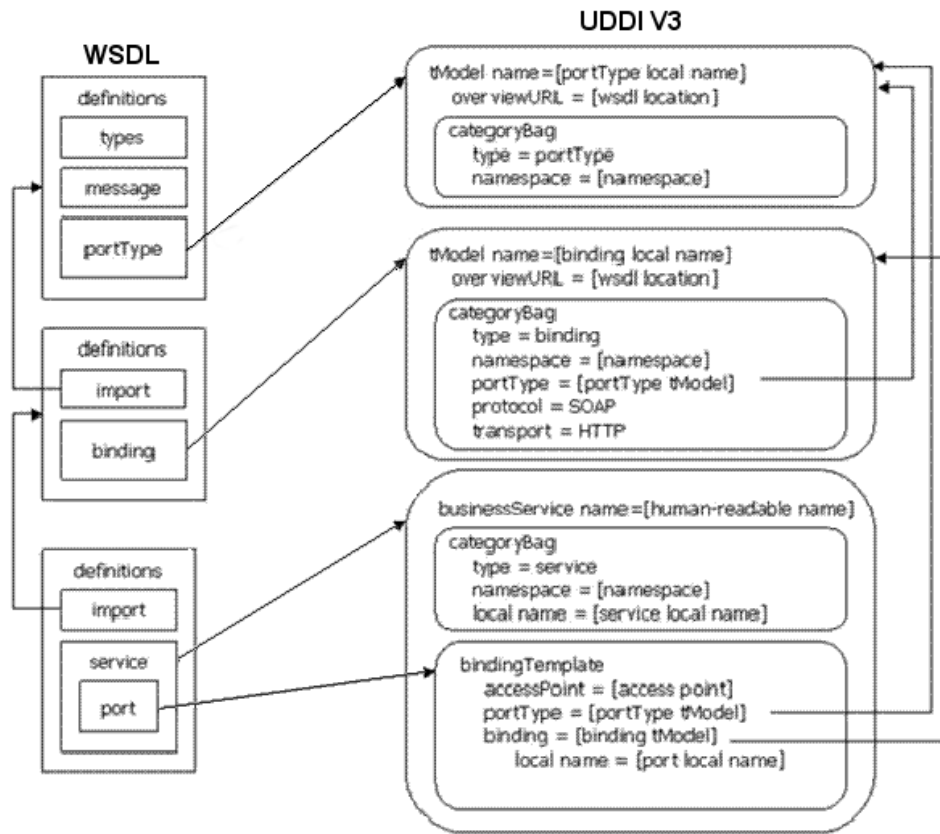 WSDL
definitions
types
message
portType
definitions
import
binding
definitions
import
service
port
UDDI V3
tModel name=[portType local name]
overviewURL = [wsdl location]
categoryBag
type = portType
namespace = [namespace]
tModel name=[binding local name]
overviewURL = [wsdl location]
categoryBag
type = binding
namespace = [namespace]
portType = [portType tModel]
protocol = SOAP
transport = HTTP
businessService name=[human-readable name]
categoryBag
type = service
namespace = [namespace]
local name = [service local name]
bindingTemplate
accessPoint = [access point]
portType = [portType tModel]
binding = [binding tModel]
local name = [port local name]